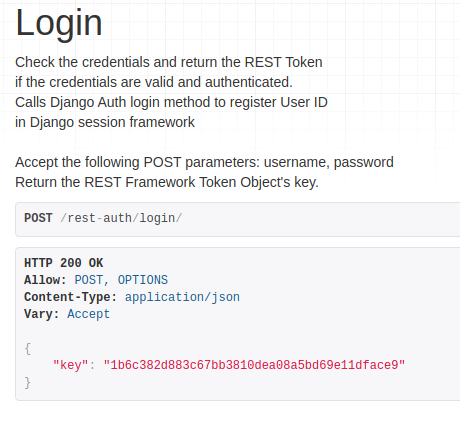 Login
Check the credentials and return the REST Token
if the credentials are valid and authenticated.
Calls Django Auth login method to register User ID
in Django session framework
Accept the following POST parameters: username, password
Return the REST Framework Token Object's key.
POST /rest-auth/login/
HTTP 200 OK
Allow: POST, OPTIONS
Content-Type: application/json
Vary: Accept
{
    "key": "1b6c382d883c67bb3810dea08a5bd69e11dface9"
}